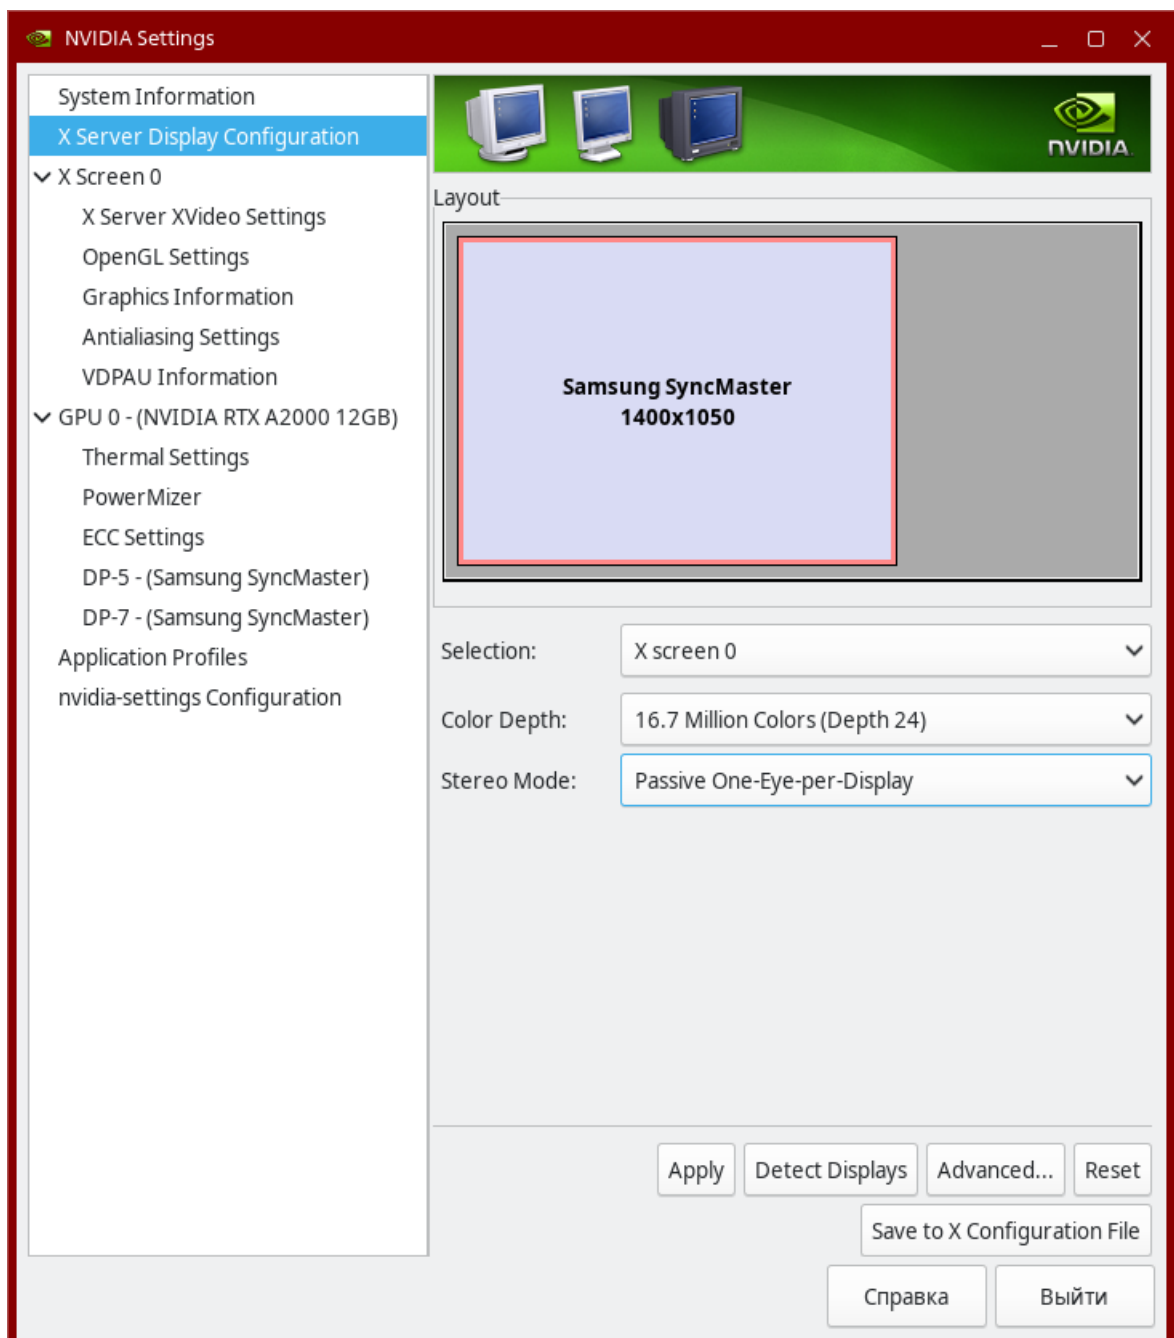 NVIDIA Settings
System Information
X Server Display Configuration
X Screen 0
X Server XVideo Settings
OpenGL Settings
Graphics Information
Antialiasing Settings
VDPAU Information
GPU 0 - (NVIDIA RTX A2000 12GB)
Thermal Settings
PowerMizer
ECC Settings
DP-5 - (Samsung SyncMaster)
DP-7 - (Samsung SyncMaster)
Application Profiles
nvidia-settings Configuration
NVIDIA.
Layout
Samsung SyncMaster
1400x1050
Selection: X screen 0
Color Depth: 16.7 Million Colors (Depth 24)
Stereo Mode: Passive One-Eye-per-Display
Apply Detect Displays Advanced... Reset
Save to X Configuration File
Справка Выйти